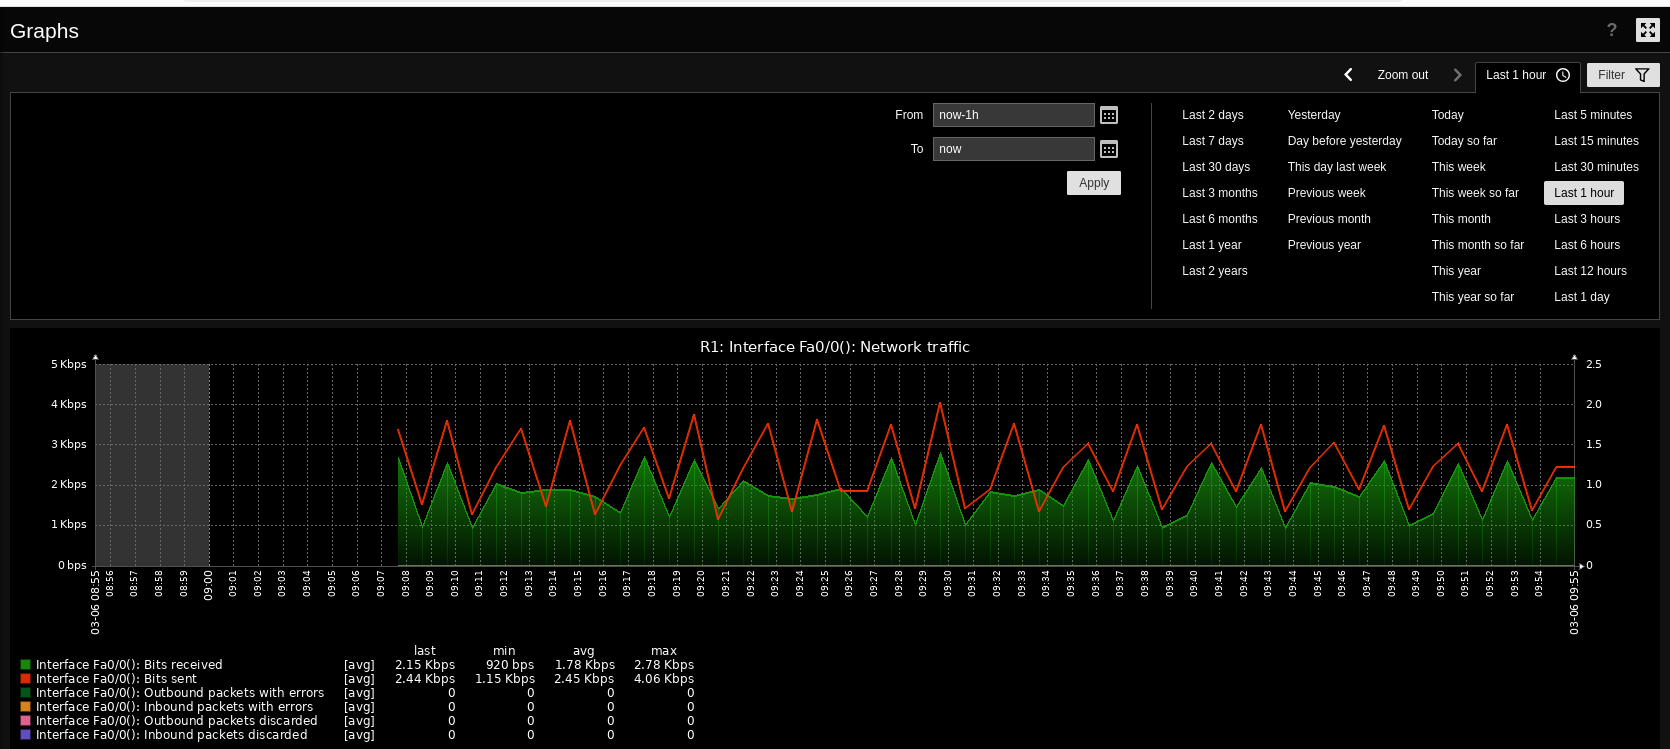 Graphs
?
Zoom out
Last 1 hour
Filter
From now-1h
To now
Apply
Last 2 days Yesterday Today Last 5 minutes
Last 7 days Day before yesterday Today so far Last 15 minutes
Last 30 days This day last week This week Last 30 minutes
Last 3 months Previous week This week so far Last 1 hour
Last 6 months Previous month This month Last 3 hours
Last 1 year Previous year This month so far Last 6 hours
Last 2 years This year Last 12 hours
This year so far Last 1 day
R1: Interface Fa0/0(): Network traffic
5 Kbps 2.5
4 Kbps 2.0
3 Kbps 1.5
2 Kbps 1.0
1 Kbps 0.5
0 bps 0
03-06 08:55
08:56
08:57
08:58
08:59
09:00
09:01
09:02
09:03
09:04
09:05
09:06
09:07
09:08
09:09
09:10
09:11
09:12
09:13
09:14
09:15
09:16
09:17
09:18
09:19
09:20
09:21
09:22
09:23
09:24
09:25
09:26
09:27
09:28
09:29
09:30
09:31
09:32
09:33
09:34
09:35
09:36
09:37
09:38
09:39
09:40
09:41
09:42
09:43
09:44
09:45
09:46
09:47
09:48
09:49
09:50
09:51
09:52
09:53
09:54
03-06 09:55
last min avg max
Interface Fa0/0(): Bits received [avg] 2.15 Kbps 920 bps 1.78 Kbps 2.78 Kbps
Interface Fa0/0(): Bits sent [avg] 2.44 Kbps 1.15 Kbps 2.45 Kbps 4.06 Kbps
Interface Fa0/0(): Outbound packets with errors [avg] 0 0 0 0
Interface Fa0/0(): Inbound packets with errors [avg] 0 0 0 0
Interface Fa0/0(): Outbound packets discarded [avg] 0 0 0 0
Interface Fa0/0(): Inbound packets discarded [avg] 0 0 0 0